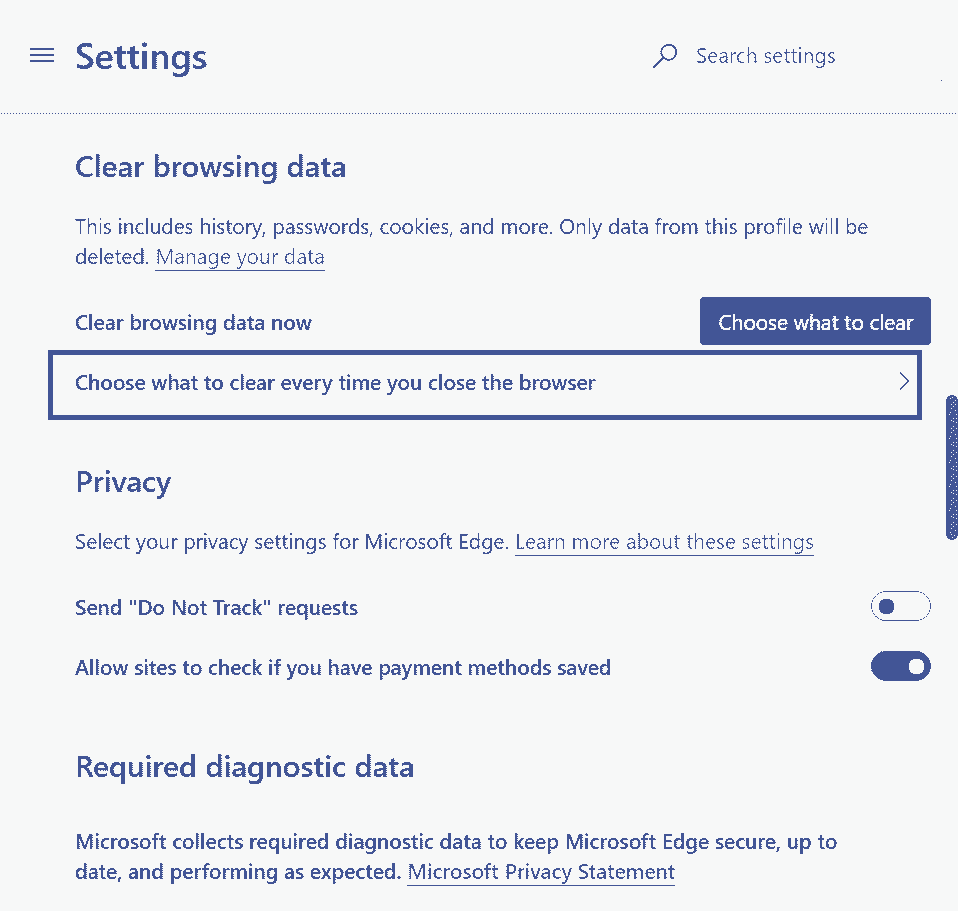 Settings
Search settings
Clear browsing data
This includes history, passwords, cookies, and more. Only data from this profile will be
deleted. Manage your data
Clear browsing data now
Choose what to clear
Choose what to clear every time you close the browser
Privacy
Select your privacy settings for Microsoft Edge. Learn more about these settings
Send "Do Not Track" requests
Allow sites to check if you have payment methods saved
Required diagnostic data
Microsoft collects required diagnostic data to keep Microsoft Edge secure, up to
date, and performing as expected. Microsoft Privacy Statement